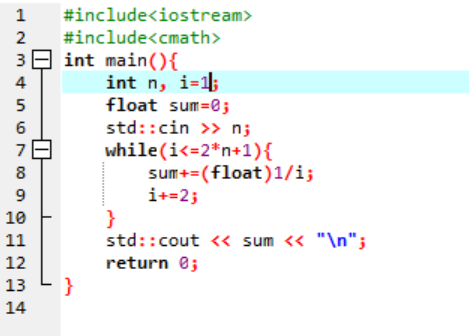 1 #include<iostream>
2 #include<cmath>
3 int main(){
4 int n, i=1;
5 float sum=0;
6 std::cin >> n;
7 while(i<=2*n+1){
8 sum+=(float)1/i;
9 i+=2;
10 }
11 std::cout << sum << "\n";
12 return 0;
13 }
14